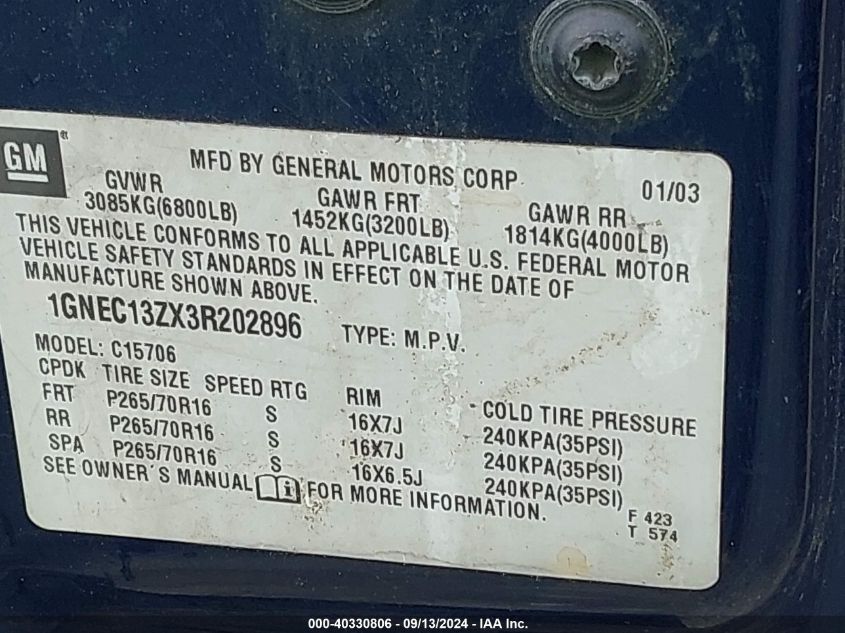 GM ®
MFD BY GENERAL MOTORS CORP 01/03
GVWR GAWR FRT GAWR RR
3085KG(6800LB) 1452KG(3200LB) 1814KG(4000LB)
THIS VEHICLE CONFORMS TO ALL APPLICABLE U.S. FEDERAL MOTOR
VEHICLE SAFETY STANDARDS IN EFFECT ON THE DATE OF
MANUFACTURE SHOWN ABOVE.
1GNEC13ZX3R202896 TYPE: M.P.V.
MODEL: C15706
CPDK TIRE SIZE SPEED RTG RIM COLD TIRE PRESSURE
FRT P265/70R16 S 16X7J 240KPA(35PSI)
RR P265/70R16 S 16X7J 240KPA(35PSI)
SPA P265/70R16 S 16X6.5J 240KPA(35PSI)
SEE OWNER'S MANUAL i FOR MORE INFORMATION.
F 423
T 574
000-40330806 - 09/13/2024 - IAA Inc.